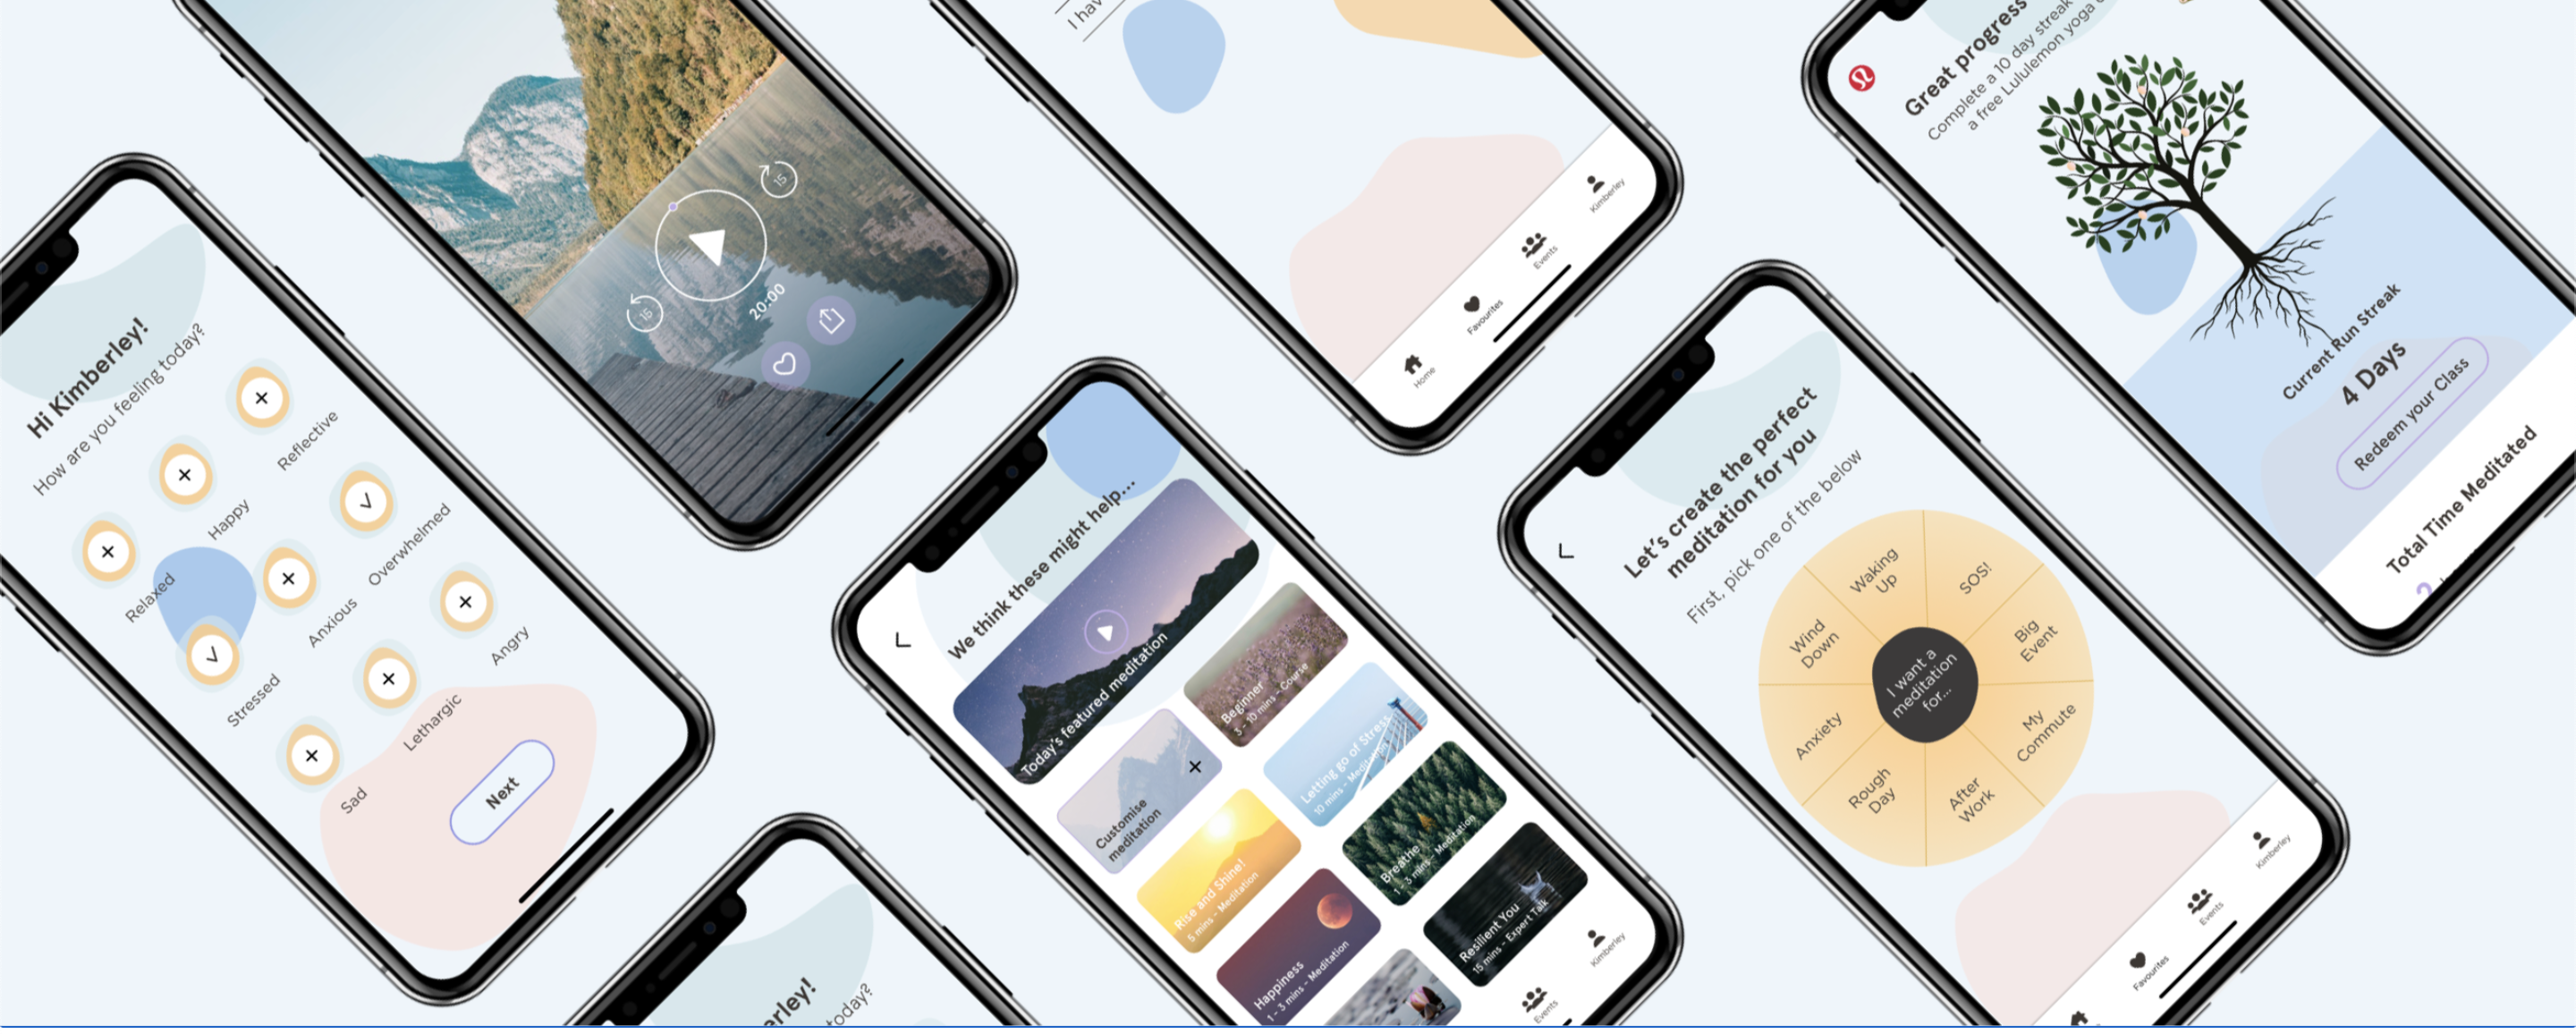 Hi Kimberley!
How are you feeling today?
Relaxed
Happy
Reflective
Stressed
Anxious
Overwhelmed
Sad
Lethargic
Angry
Next
15
15
20:00
I
Home
Favourites
Events
Kimberley
today?
We think these might help...
Today's featured meditation
Customise
meditation
Beginner
3 - 10 mins - Course
Rise and Shine!
5 mins - Meditation
Letting go of Stress
10 mins - Meditation
Happiness
1 - 3 mins - Meditation
Breathe
1 - 3 mins - Meditation
Resilient You
15 mins - Expert Talk
Events
Kimberley
Let's create the perfect
meditation for you
First, pick one of the below
I want a
meditation
for...
Waking
Up
SOS!
Big
Event
My
Commute
After
Work
Rough
Day
Anxiety
Wind
Down
Favourites
Events
Kimberley
Great progress
Complete a 10 day streak
a free Lululemon yoga
Current Run Streak
4 Days
Redeem your Class
Total Time Meditated